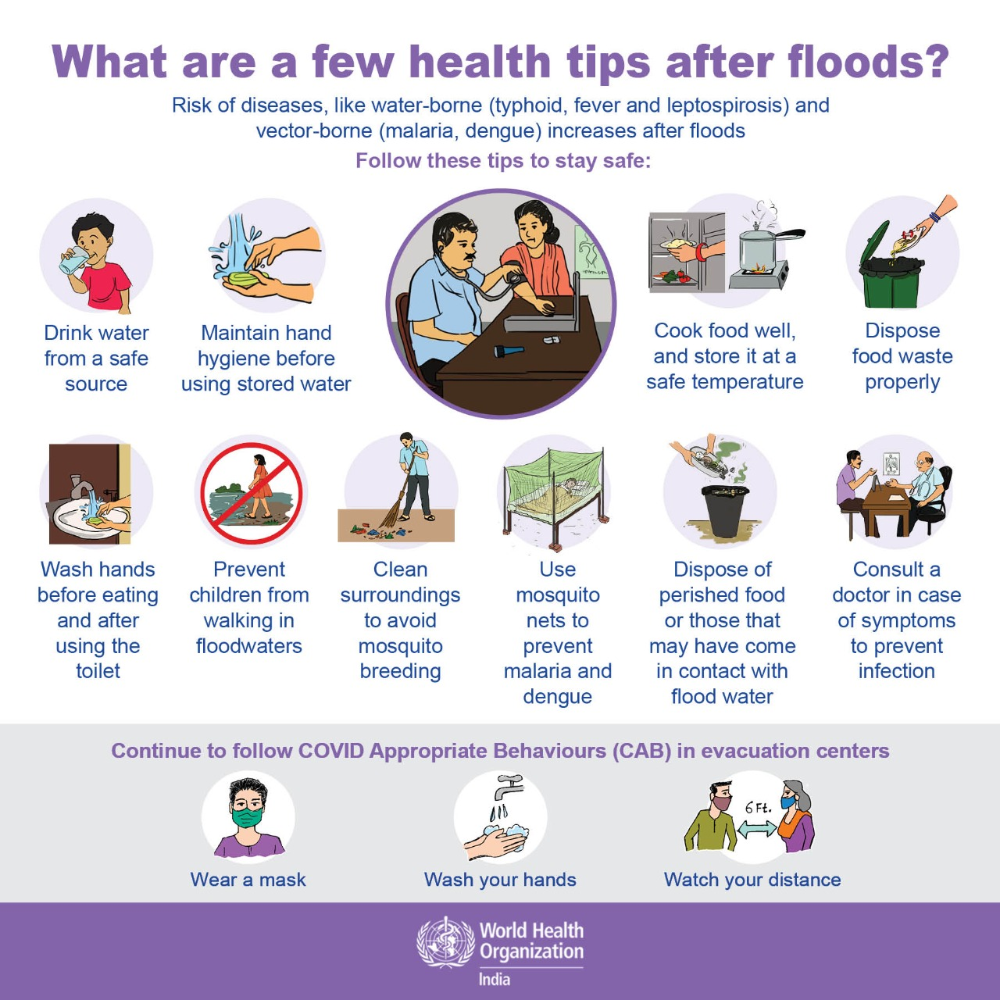 What are a few health tips after floods?
Risk of diseases, like water-borne (typhoid, fever and leptospirosis) and
vector-borne (malaria, dengue) increases after floods
Follow these tips to stay safe:
Drink water
from a safe
source
Maintain hand
hygiene before
using stored water
Cook food well,
and store it at a
safe temperature
Dispose
food waste
properly
Wash hands
before eating
and after
using the
toilet
Prevent
children from
walking in
floodwaters
Clean
surroundings
to avoid
mosquito
breeding
Use
mosquito
nets to
prevent
malaria and
dengue
Dispose of
perished food
or those that
may have come
in contact with
flood water
Consult a
doctor in case
of symptoms
to prevent
infection
Continue to follow COVID Appropriate Behaviours (CAB) in evacuation centers
6 Ft.
Wear a mask
Wash your hands
Watch your distance
World Health
Organization
India